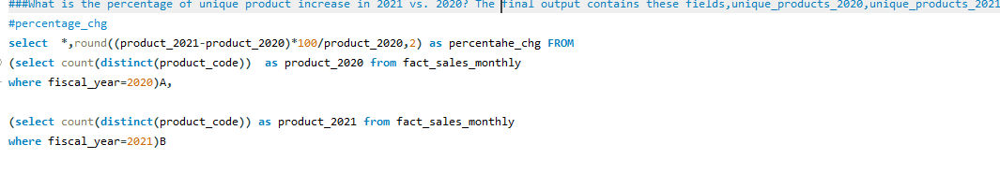 ###What is the percentage of unique product increase in 2021 vs. 2020? The final output contains these fields,unique_products_2020,unique_products_2021
#percentage_chg
select  *,round((product_2021-product_2020)*100/product_2020,2) as percentahe_chg FROM
(select count(distinct(product_code))  as product_2020 from fact_sales_monthly
where fiscal_year=2020)A,
(select count(distinct(product_code)) as product_2021 from fact_sales_monthly
where fiscal_year=2021)B